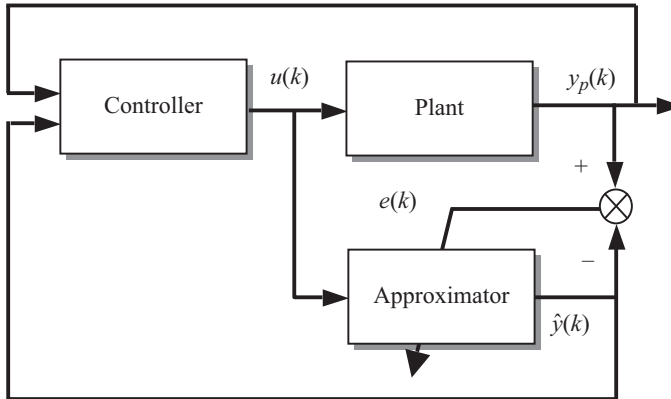 u(k)
y_p(k)
Controller
Plant
+
e(k)
−
Approximator
ŷ(k)